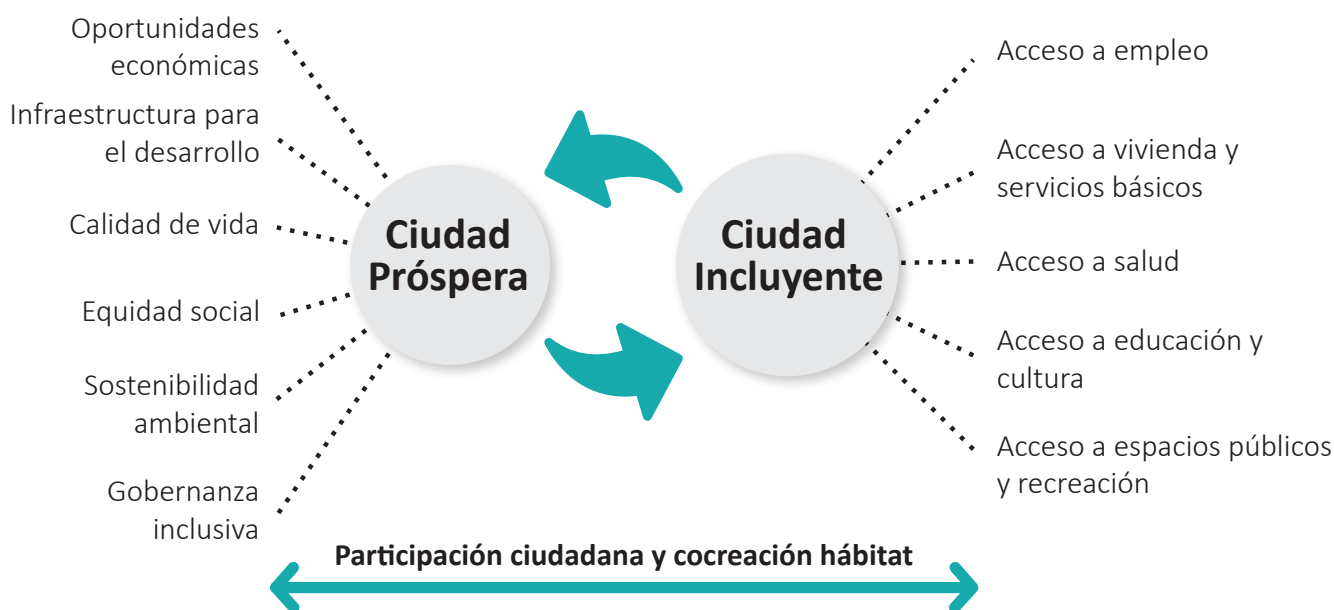 Oportunidades
económicas
Infraestructura para
el desarrollo
Calidad de vida
Equidad social
Sostenibilidad
ambiental
Gobernanza
inclusiva
Ciudad
Próspera
Ciudad
Incluyente
Acceso a empleo
Acceso a vivienda y
servicios básicos
Acceso a salud
Acceso a educación y
cultura
Acceso a espacios públicos
y recreación
Participación ciudadana y cocreación hábitat